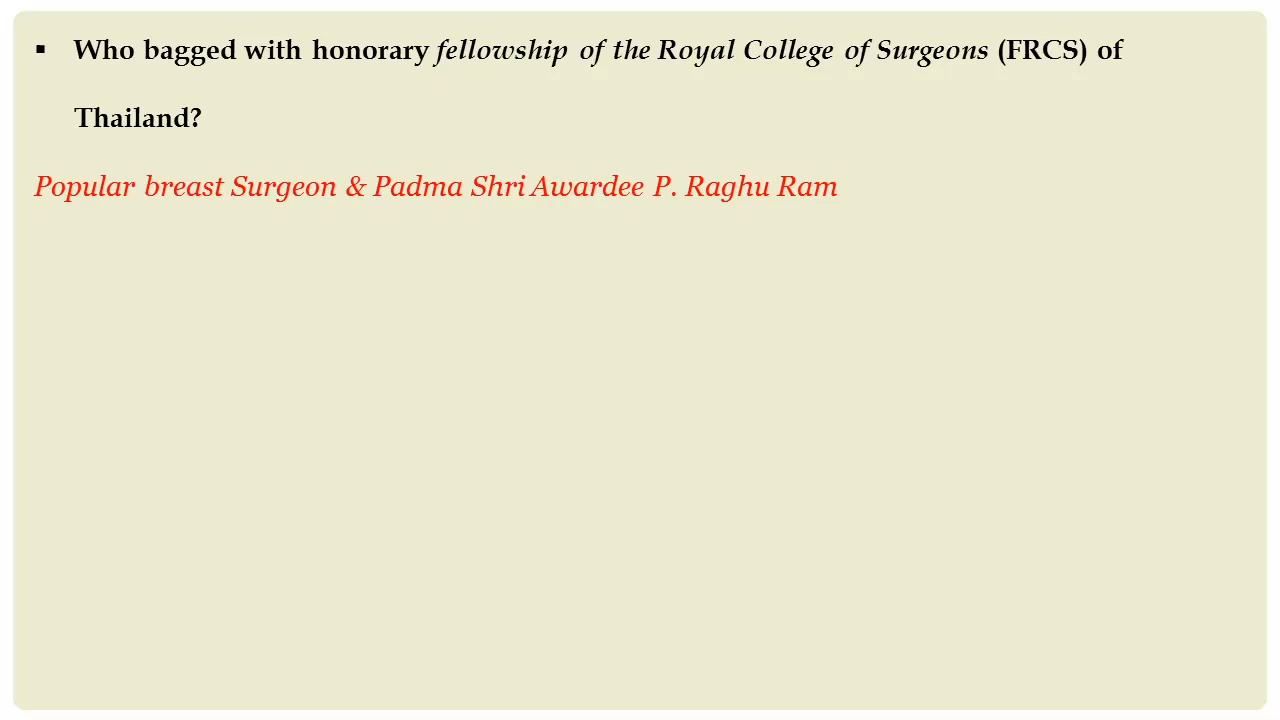 ▪ Who bagged with honorary fellowship of the Royal College of Surgeons (FRCS) of
Thailand?
Popular breast Surgeon & Padma Shri Awardee P. Raghu Ram